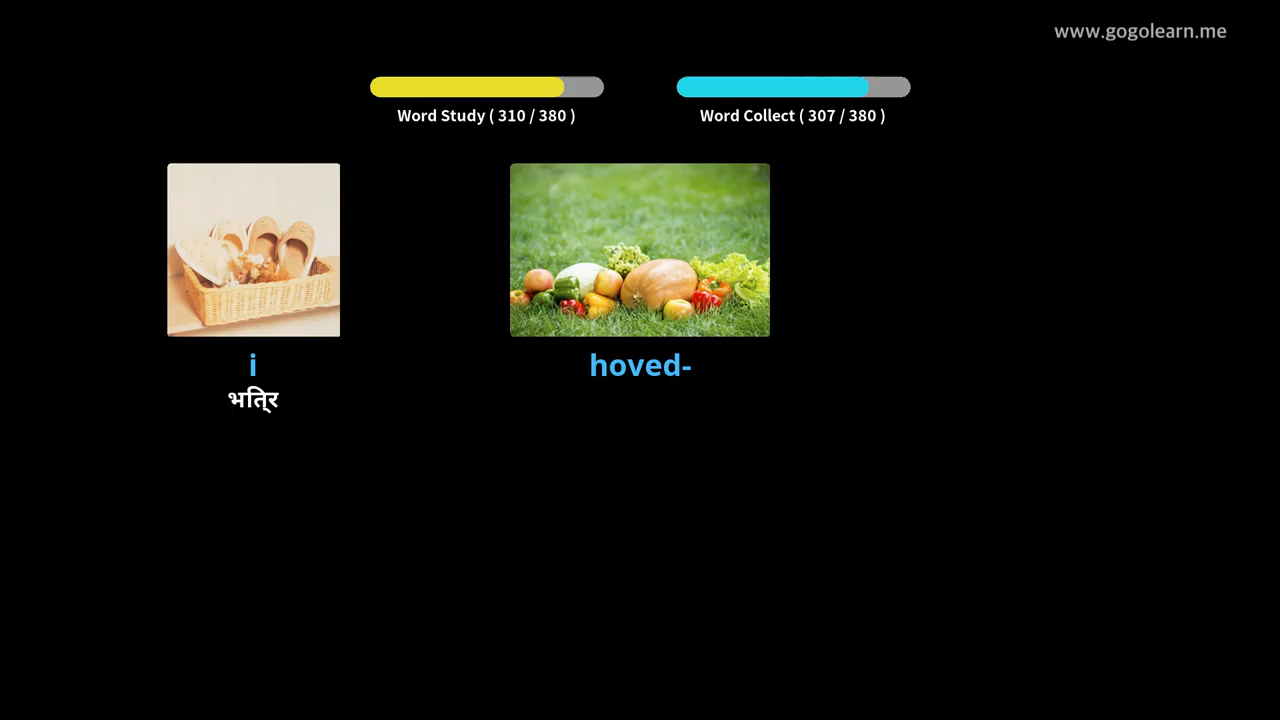 www.gogolearn.me
Word Study ( 310 / 380 )
Word Collect ( 307 / 380 )
i
भित्र
hoved-